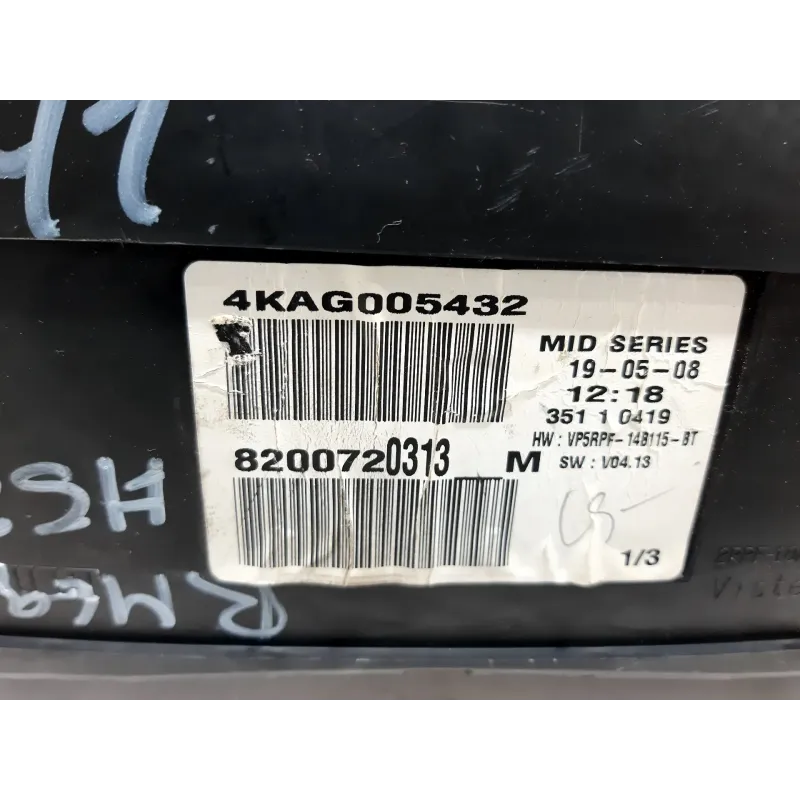 4KAG005432
MID SERIES
19-05-08
12:18
351 1 0419
HW : VP5RPF-14B115-BT
8200720313 M
SW : V04.13
1/3